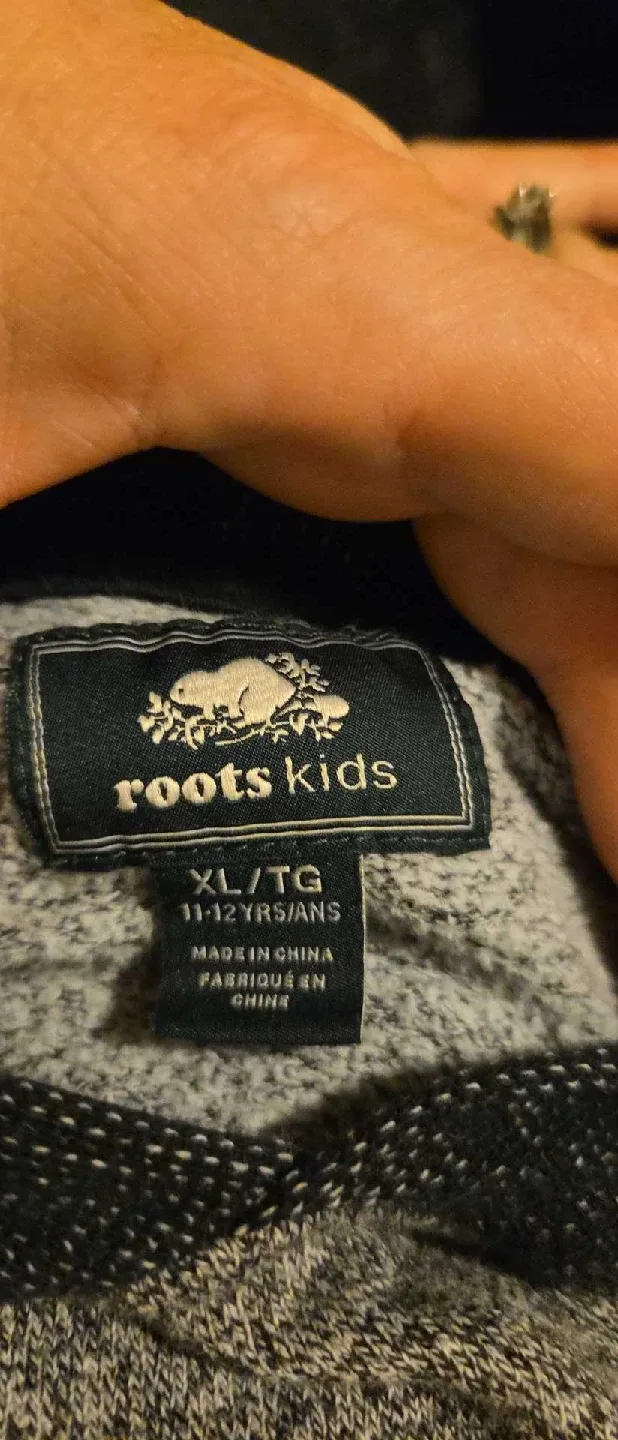 roots kids
XL/TG
11-12 YRS/ANS
MADE IN CHINA
FABRIQUÉ EN
CHINE